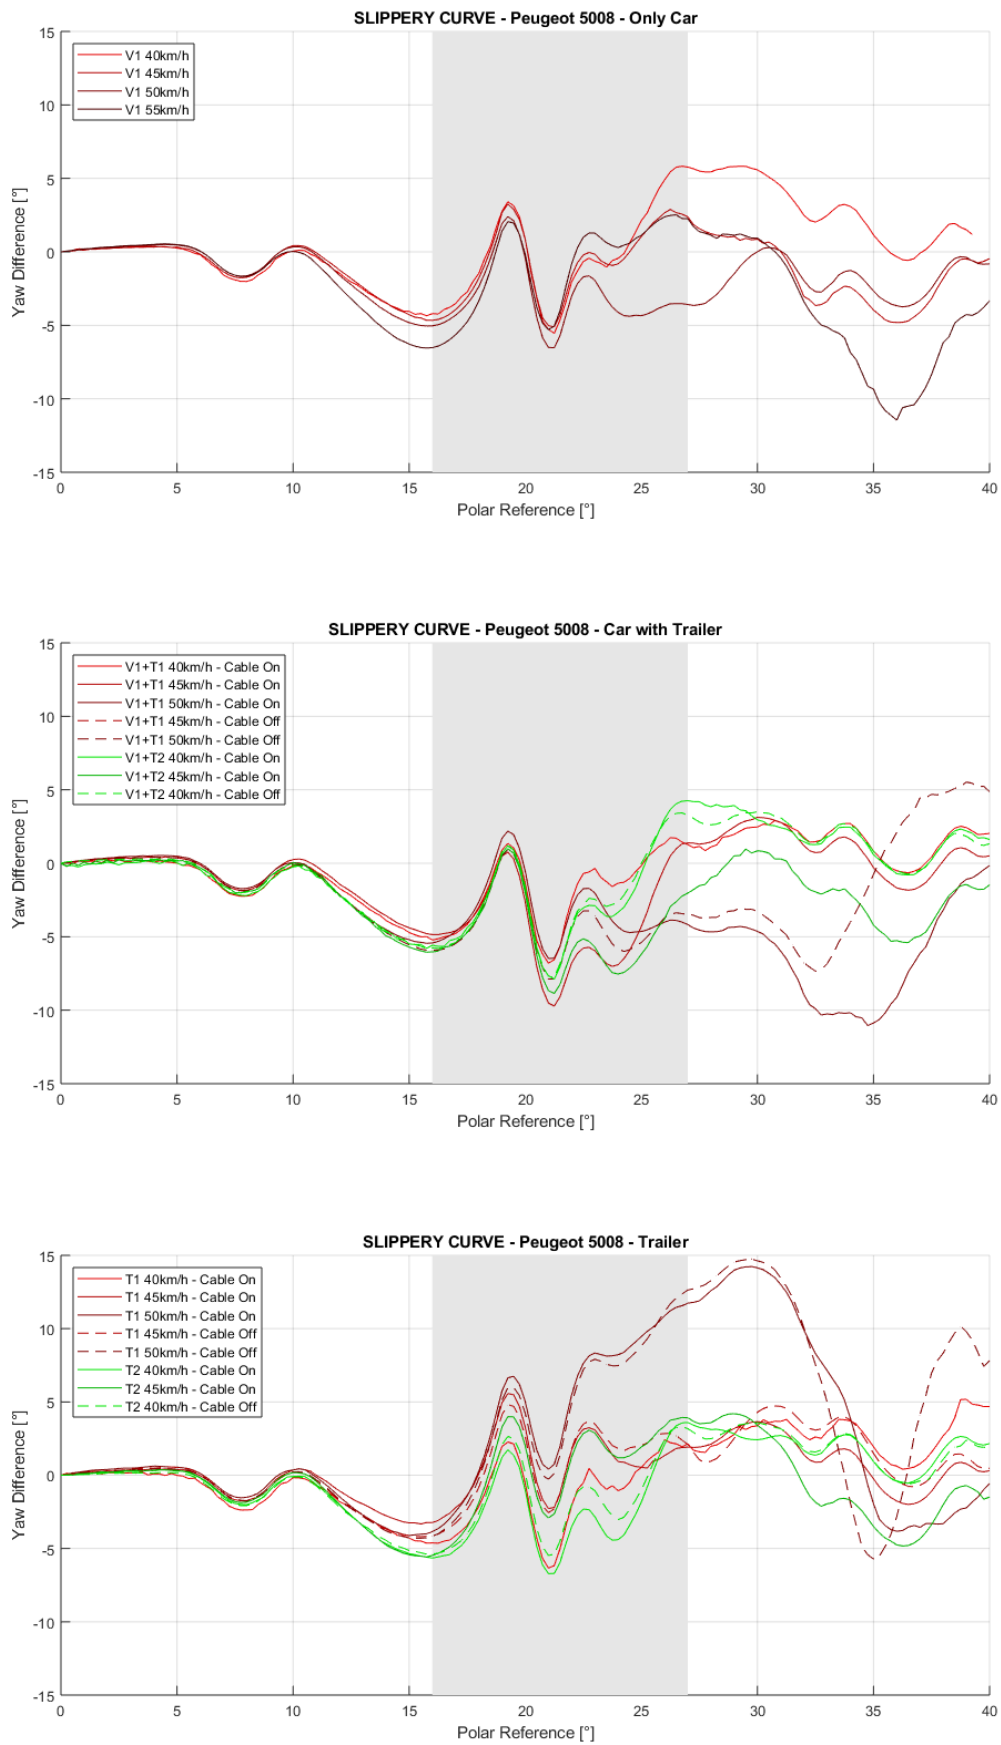 SLIPPERY CURVE - Peugeot 5008 - Only Car
15
10
5
0
-5
-10
-15
Yaw Difference [°]
V1 40km/h
V1 45km/h
V1 50km/h
V1 55km/h
0 5 10 15 20 25 30 35 40
Polar Reference [°]
SLIPPERY CURVE - Peugeot 5008 - Car with Trailer
15
10
5
0
-5
-10
-15
Yaw Difference [°]
V1+T1 40km/h - Cable On
V1+T1 45km/h - Cable On
V1+T1 50km/h - Cable On
V1+T1 45km/h - Cable Off
V1+T1 50km/h - Cable Off
V1+T2 40km/h - Cable On
V1+T2 45km/h - Cable On
V1+T2 40km/h - Cable Off
0 5 10 15 20 25 30 35 40
Polar Reference [°]
SLIPPERY CURVE - Peugeot 5008 - Trailer
15
10
5
0
-5
-10
-15
Yaw Difference [°]
T1 40km/h - Cable On
T1 45km/h - Cable On
T1 50km/h - Cable On
T1 45km/h - Cable Off
T1 50km/h - Cable Off
T2 40km/h - Cable On
T2 45km/h - Cable On
T2 40km/h - Cable Off
0 5 10 15 20 25 30 35 40
Polar Reference [°]